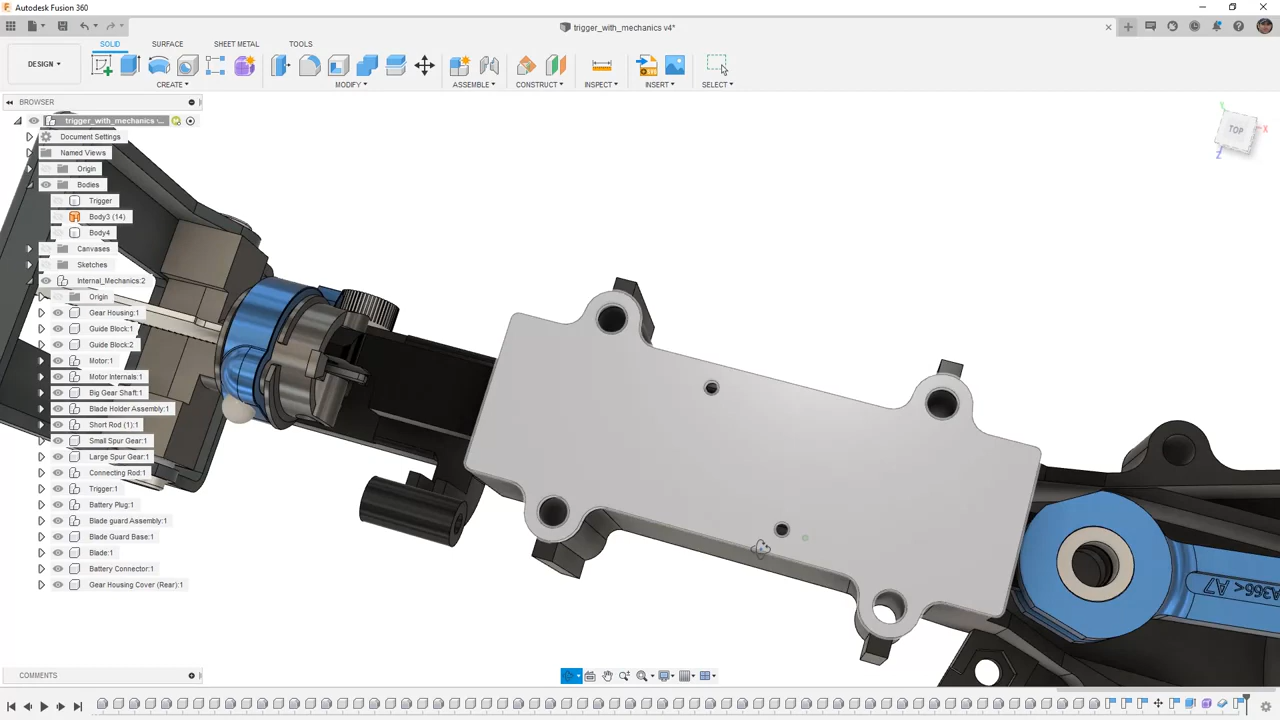 Autodesk Fusion 360
trigger_with_mechanics v4*
DESIGN
SOLID SURFACE SHEET METAL TOOLS
CREATE MODIFY ASSEMBLE CONSTRUCT INSPECT INSERT SELECT
BROWSER
trigger_with_mechanics v...
Document Settings
Named Views
Origin
Bodies
Trigger
Body3 (14)
Body4
Canvases
Sketches
Internal_Mechanics:2
Origin
Gear Housing:1
Guide Block:1
Guide Block:2
Motor:1
Motor Internals:1
Big Gear Shaft:1
Blade Holder Assembly:1
Short Rod (1):1
Small Spur Gear:1
Large Spur Gear:1
Connecting Rod:1
Trigger:1
Battery Plug:1
Blade guard Assembly:1
Blade Guard Base:1
Blade:1
Battery Connector:1
Gear Housing Cover (Rear):1
TOP
X
Z
A366< A7
COMMENTS